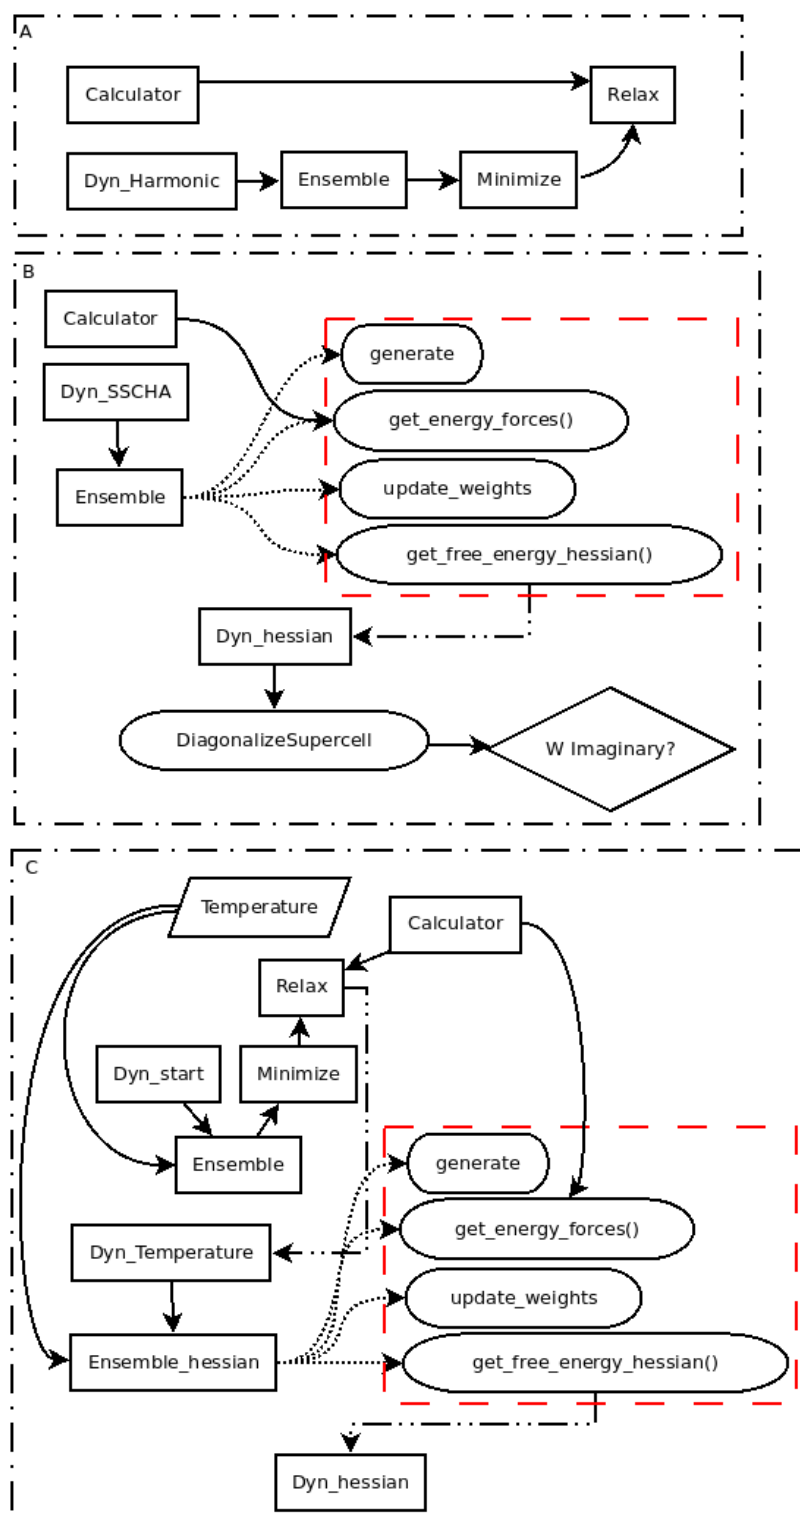 A
Calculator
Relax
Dyn_Harmonic
Ensemble
Minimize
B
Calculator
generate
Dyn_SSCHA
get_energy_forces()
Ensemble
update_weights
get_free_energy_hessian()
Dyn_hessian
DiagonalizeSupercell
W Imaginary?
C
Temperature
Calculator
Relax
Dyn_start
Minimize
Ensemble
generate
get_energy_forces()
Dyn_Temperature
update_weights
Ensemble_hessian
get_free_energy_hessian()
Dyn_hessian